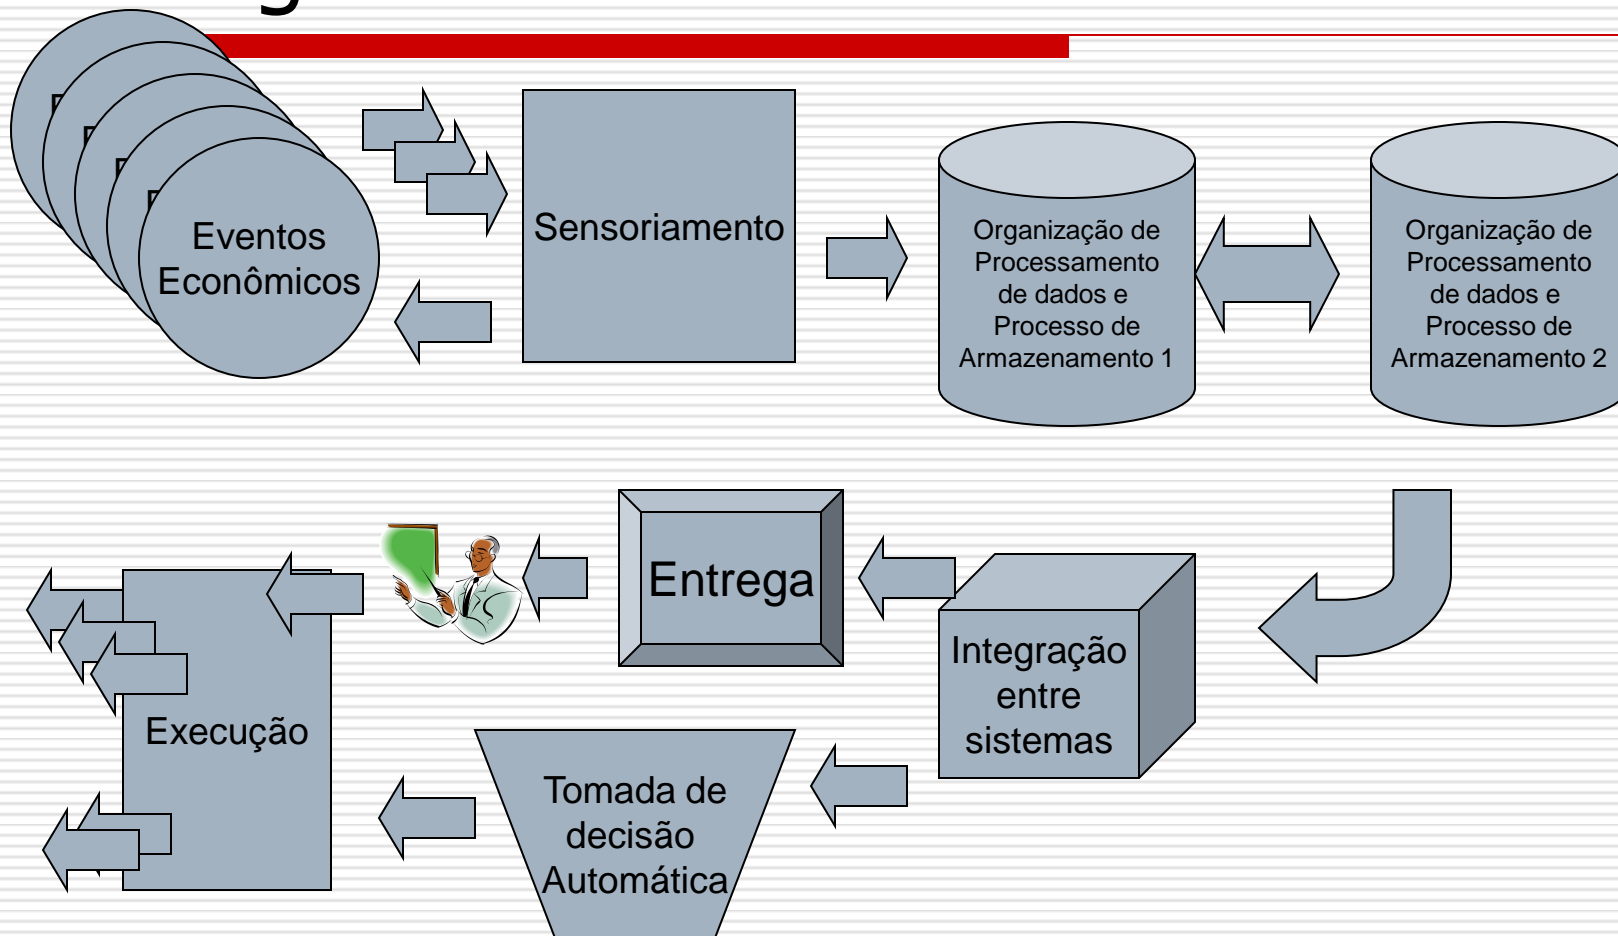 Eventos
Econômicos
Sensoriamento
Organização de
Processamento
de dados e
Processo de
Armazenamento 1
Organização de
Processamento
de dados e
Processo de
Armazenamento 2
Entrega
Integração
entre
sistemas
Execução
Tomada de
decisão
Automática